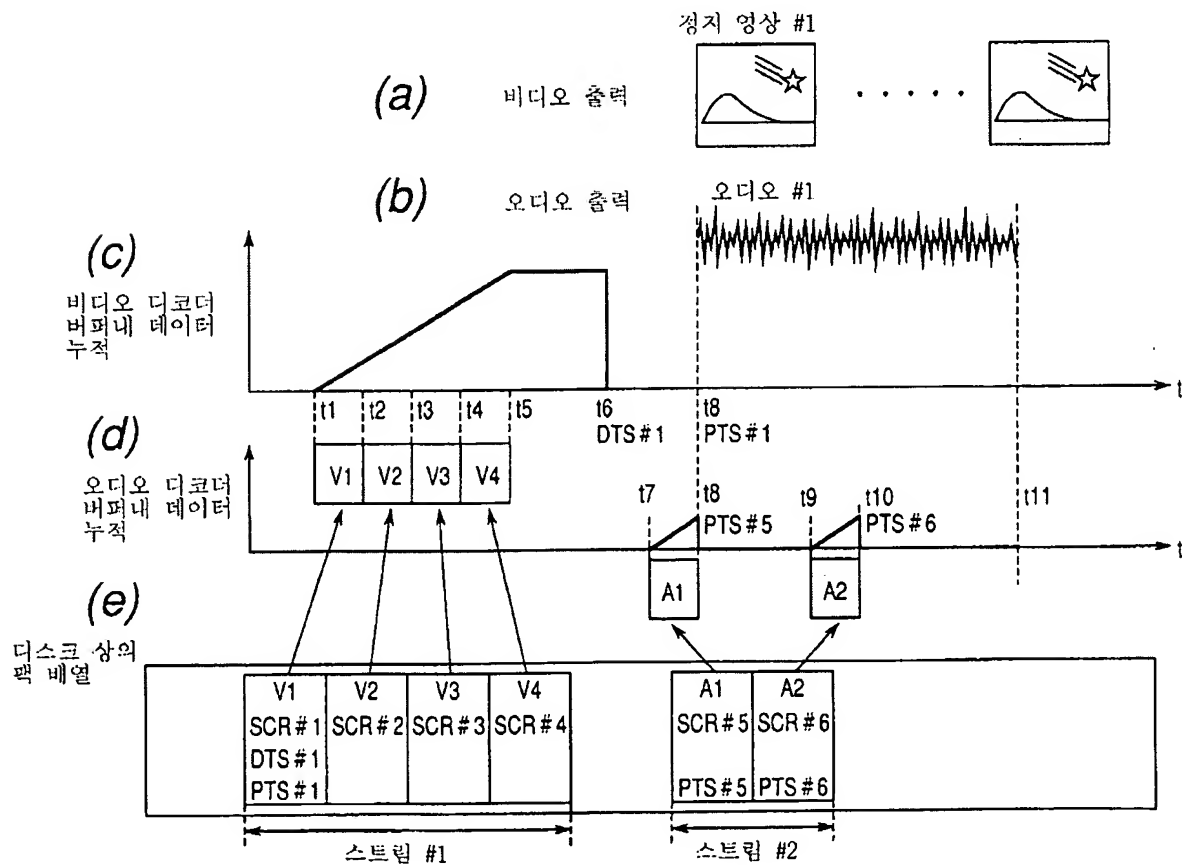 정지 영상 #1
(a) 비디오 출력
(b) 오디오 출력
오디오 #1
(c)
비디오 디코더
버퍼내 데이터
누적
t
t1 t2 t3 t4 t5 t6 t8
DTS #1 PTS #1
(d)
V1 V2 V3 V4
오디오 디코더
버퍼내 데이터
누적
t7 t8 t9 t10 t11
PTS #5 PTS #6
t
A1 A2
(e)
디스크 상의
팩 배열
V1 V2 V3 V4 A1 A2
SCR #1 SCR #2 SCR #3 SCR #4 SCR #5 SCR #6
DTS #1
PTS #1 PTS #5 PTS #6
스트림 #1 스트림 #2